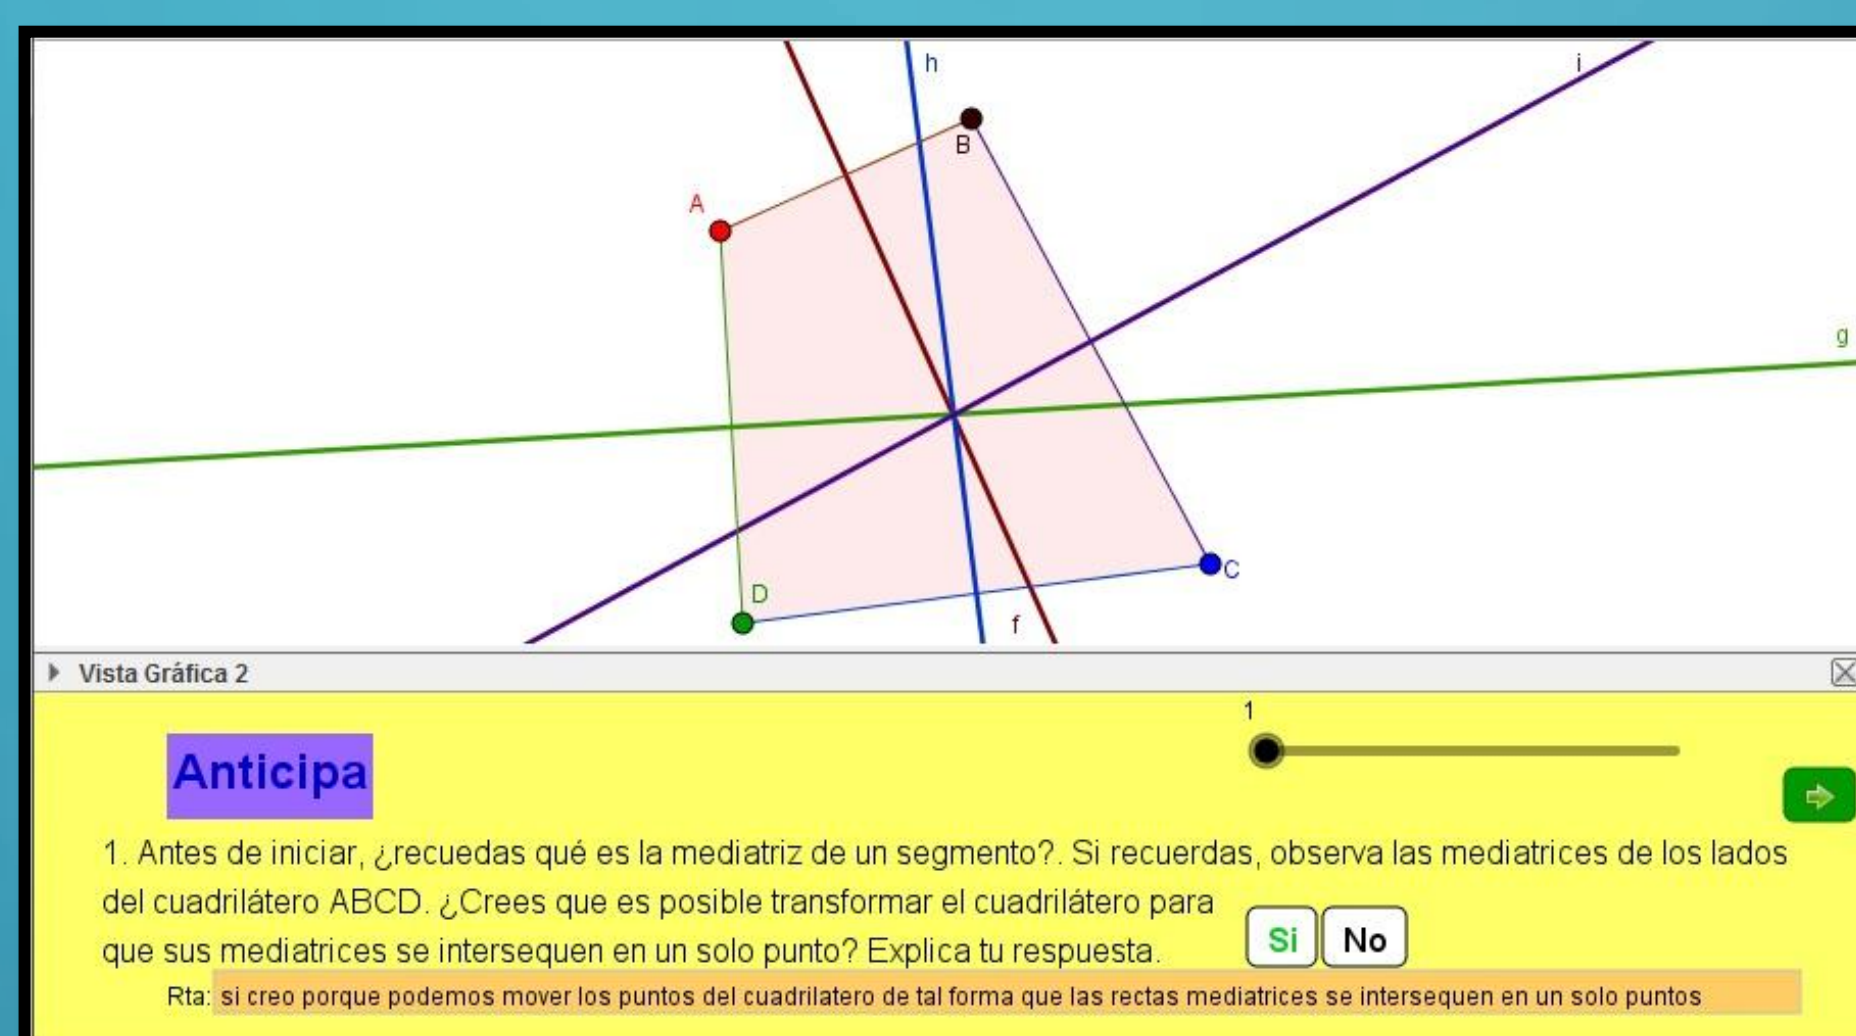 h
i
B
A
g
D
C
f
Vista Gráfica 2
1
Anticipa
1. Antes de iniciar, ¿recuedas qué es la mediatriz de un segmento?. Si recuerdas, observa las mediatrices de los lados
del cuadrilátero ABCD. ¿Crees que es posible transformar el cuadrilátero para
que sus mediatrices se intersequen en un solo punto? Explica tu respuesta.
Si No
Rta: si creo porque podemos mover los puntos del cuadrilatero de tal forma que las rectas mediatrices se intersequen en un solo puntos